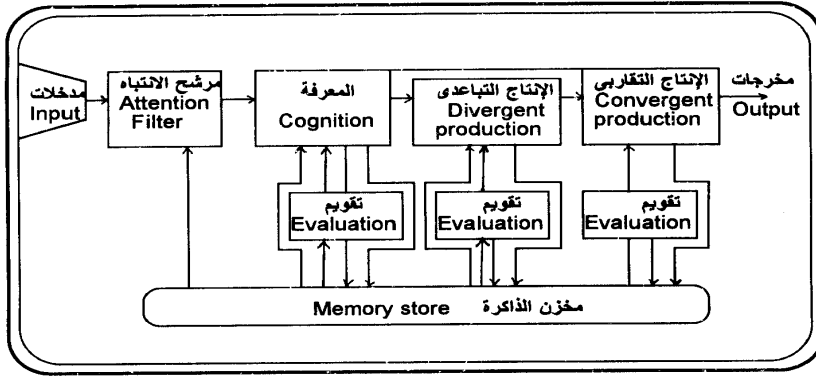 مدخلات
Input
مرشح الانتباه
Attention
Filter
المعرفة
Cognition
الإنتاج التباعدى
Divergent
production
الإنتاج التقاربى
Convergent
production
مخرجات
Output
تقويم
Evaluation
تقويم
Evaluation
تقويم
Evaluation
Memory store مخزن الذاكرة